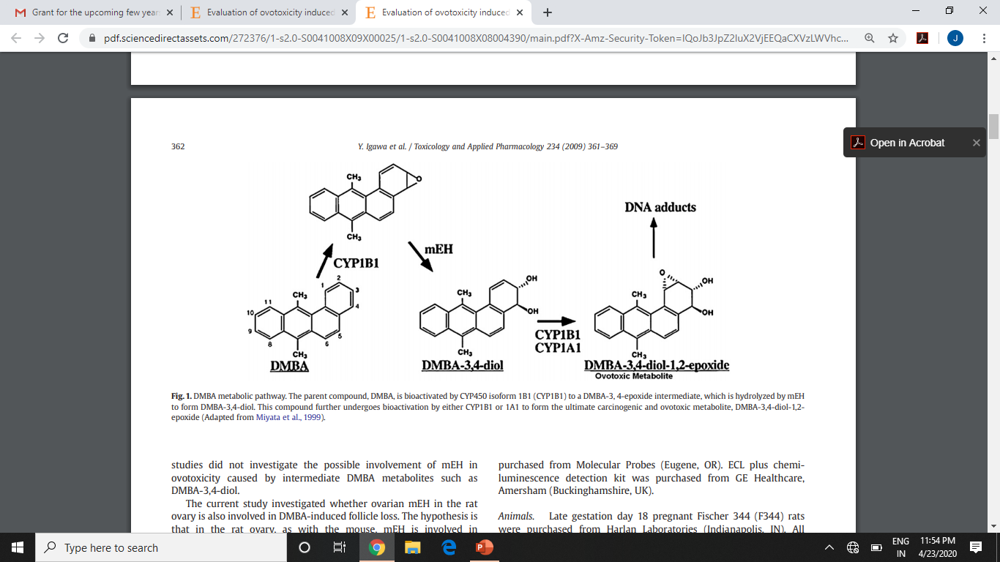 Grant for the upcoming few year
Evaluation of ovotoxicity induced
Evaluation of ovotoxicity induced
pdf.sciencedirectassets.com/272376/1-s2.0-S0041008X09X00025/1-s2.0-S0041008X08004390/main.pdf?X-Amz-Security-Token=IQoJb3JpZ2luX2VjEEQaCXVzLWVhc...
J
Open in Acrobat
362
Y. Igawa et al. / Toxicology and Applied Pharmacology 234 (2009) 361–369
CH3
O
CH3
mEH
CYP1B1
DNA adducts
1
2
3
4
5
6
8
9
10
11
CH3
CH3
DMBA
CH3
OH
OH
CH3
DMBA-3,4-diol
CYP1B1
CYP1A1
O
CH3
OH
OH
CH3
DMBA-3,4-diol-1,2-epoxide
Ovotoxic Metabolite
Fig. 1. DMBA metabolic pathway. The parent compound, DMBA, is bioactivated by CYP450 isoform 1B1 (CYP1B1) to a DMBA-3, 4-epoxide intermediate, which is hydrolyzed by mEH
to form DMBA-3,4-diol. This compound further undergoes bioactivation by either CYP1B1 or 1A1 to form the ultimate carcinogenic and ovotoxic metabolite, DMBA-3,4-diol-1,2-
epoxide (Adapted from Miyata et al., 1999).
studies did not investigate the possible involvement of mEH in
ovotoxicity caused by intermediate DMBA metabolites such as
DMBA-3,4-diol.
The current study investigated whether ovarian mEH in the rat
ovary is also involved in DMBA-induced follicle loss. The hypothesis is
that in the rat ovary, as with the mouse, mEH is involved in
purchased from Molecular Probes (Eugene, OR). ECL plus chemi-
luminescence detection kit was purchased from GE Healthcare,
Amersham (Buckinghamshire, UK).
Animals. Late gestation day 18 pregnant Fischer 344 (F344) rats
were purchased from Harlan Laboratories (Indianapolis, IN). All
Type here to search
ENG
IN
11:54 PM
4/23/2020